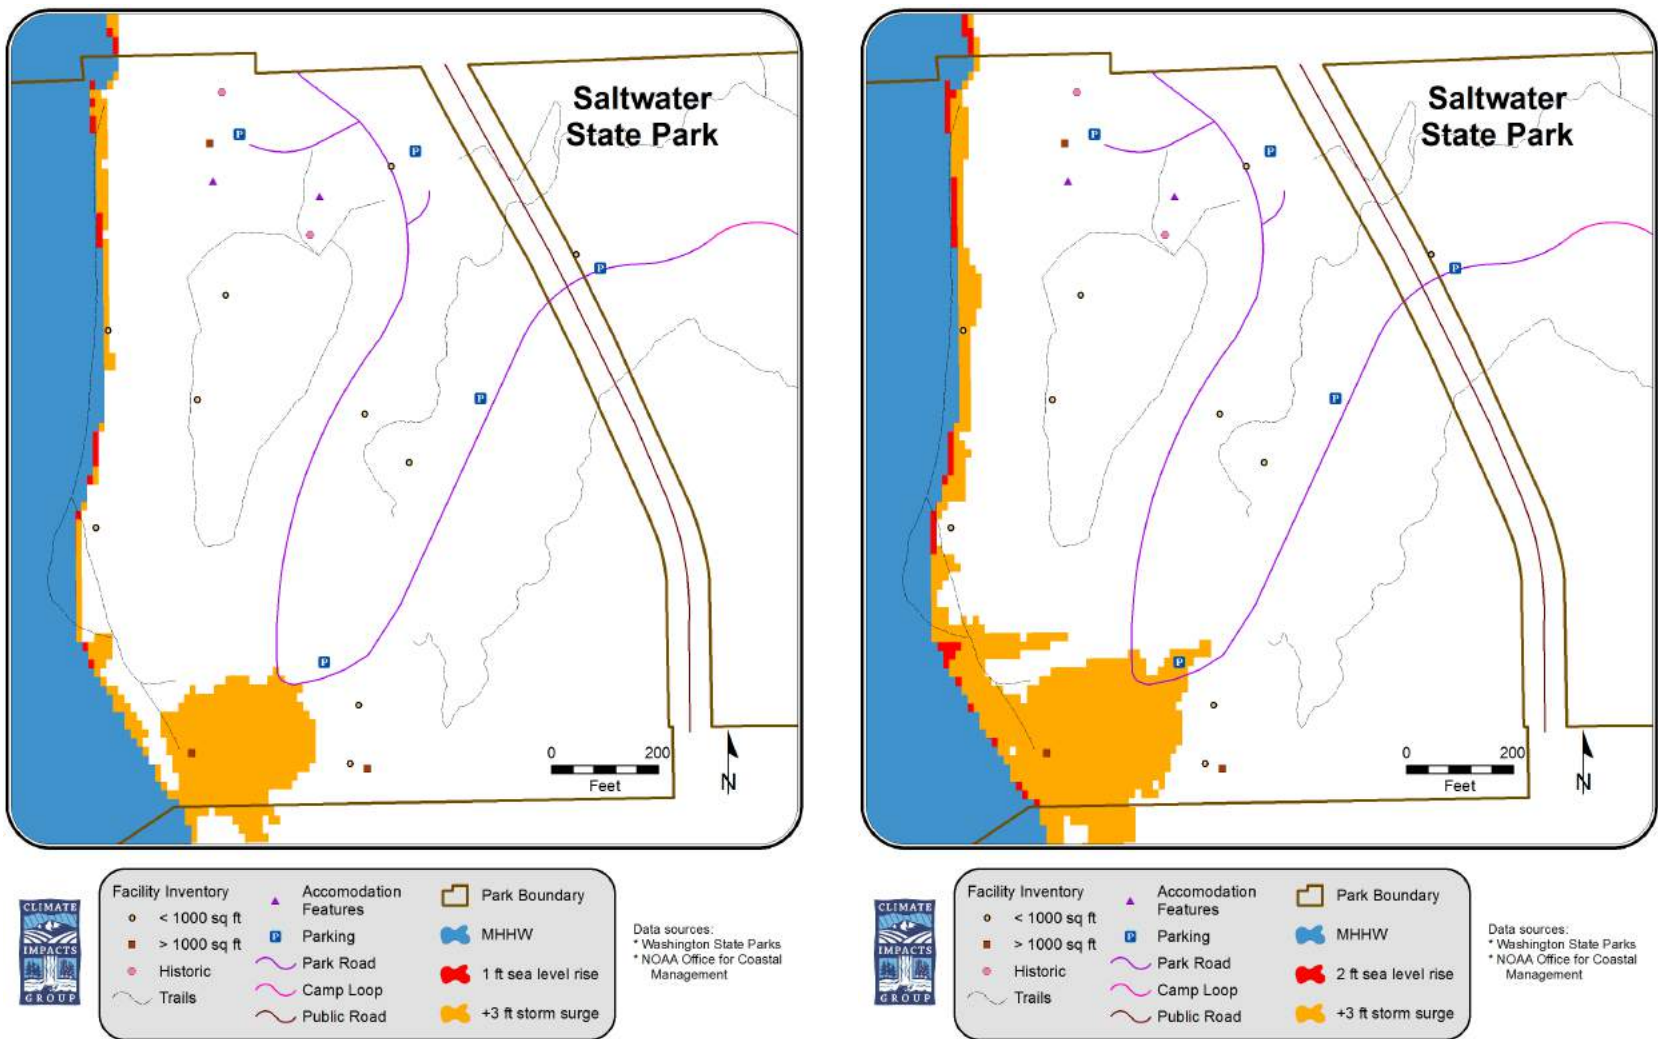 Saltwater
State Park
P
P
P
P
P
0
200
Feet
N
CLIMATE
IMPACTS
GROUP
Facility Inventory
< 1000 sq ft
> 1000 sq ft
Historic
Trails
Accomodation
Features
Parking
Park Road
Camp Loop
Public Road
Park Boundary
MHHW
1 ft sea level rise
+3 ft storm surge
Data sources:
* Washington State Parks
* NOAA Office for Coastal
Management
Saltwater
State Park
P
P
P
P
P
0
200
Feet
N
CLIMATE
IMPACTS
GROUP
Facility Inventory
< 1000 sq ft
> 1000 sq ft
Historic
Trails
Accomodation
Features
Parking
Park Road
Camp Loop
Public Road
Park Boundary
MHHW
2 ft sea level rise
+3 ft storm surge
Data sources:
* Washington State Parks
* NOAA Office for Coastal
Management